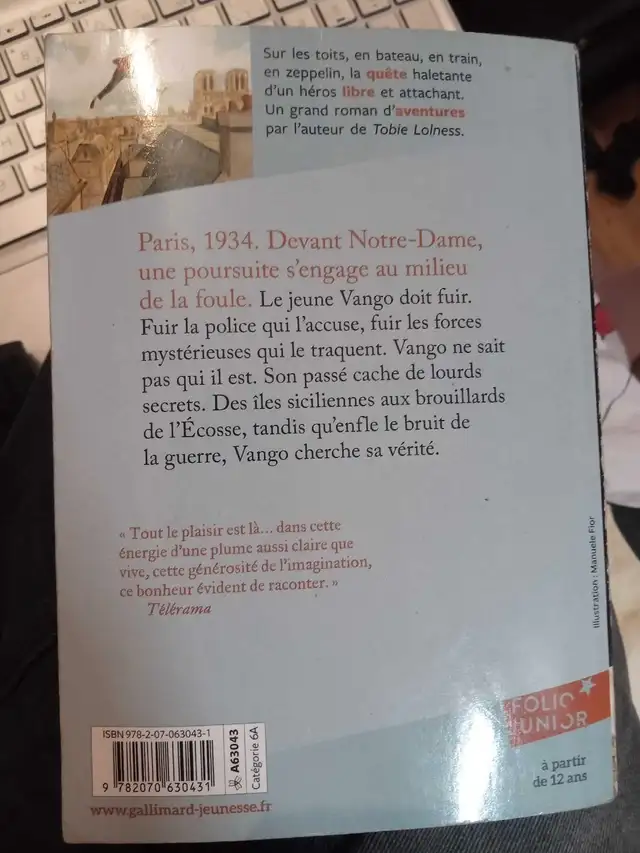 Sur les toits, en bateau, en train,
en zeppelin, la quête haletante
d'un héros libre et attachant.
Un grand roman d'aventures
par l'auteur de Tobie Lolness.
Paris, 1934. Devant Notre-Dame,
une poursuite s'engage au milieu
de la foule. Le jeune Vango doit fuir.
Fuir la police qui l'accuse, fuir les forces
mystérieuses qui le traquent. Vango ne sait
pas qui il est. Son passé cache de lourds
secrets. Des îles siciliennes aux brouillards
de l'Écosse, tandis qu'enfle le bruit de
la guerre, Vango cherche sa vérité.
« Tout le plaisir est là... dans cette
énergie d'une plume aussi claire que
vive, cette générosité de l'imagination,
ce bonheur évident de raconter. »
Télérama
Illustration : Manuele Fior
FOLIO
JUNIOR
à partir
de 12 ans
ISBN 978-2-07-063043-1
9 782070 630431
A63043
Catégorie 6A
www.gallimard-jeunesse.fr